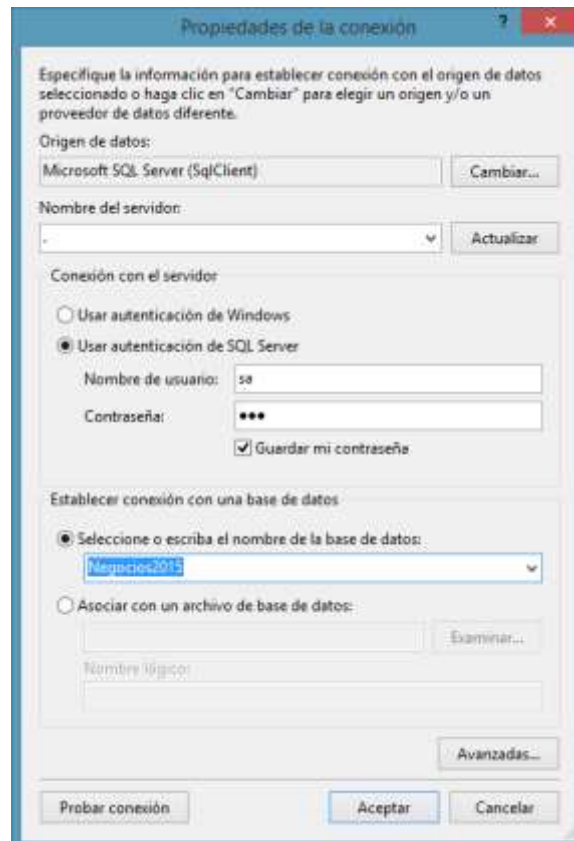 Propiedades de la conexión
?
Especifique la información para establecer conexión con el origen de datos
seleccionado o haga clic en "Cambiar" para elegir un origen y/o un
proveedor de datos diferente.
Origen de datos:
Microsoft SQL Server (SqlClient)
Cambiar...
Nombre del servidor:
.
Actualizar
Conexión con el servidor
Usar autenticación de Windows
Usar autenticación de SQL Server
Nombre de usuario:
sa
Contraseña:
●●●
Guardar mi contraseña
Establecer conexión con una base de datos
Seleccione o escriba el nombre de la base de datos:
Negocios2015
Asociar con un archivo de base de datos:
Examinar...
Nombre lógico:
Avanzadas...
Probar conexión
Aceptar
Cancelar